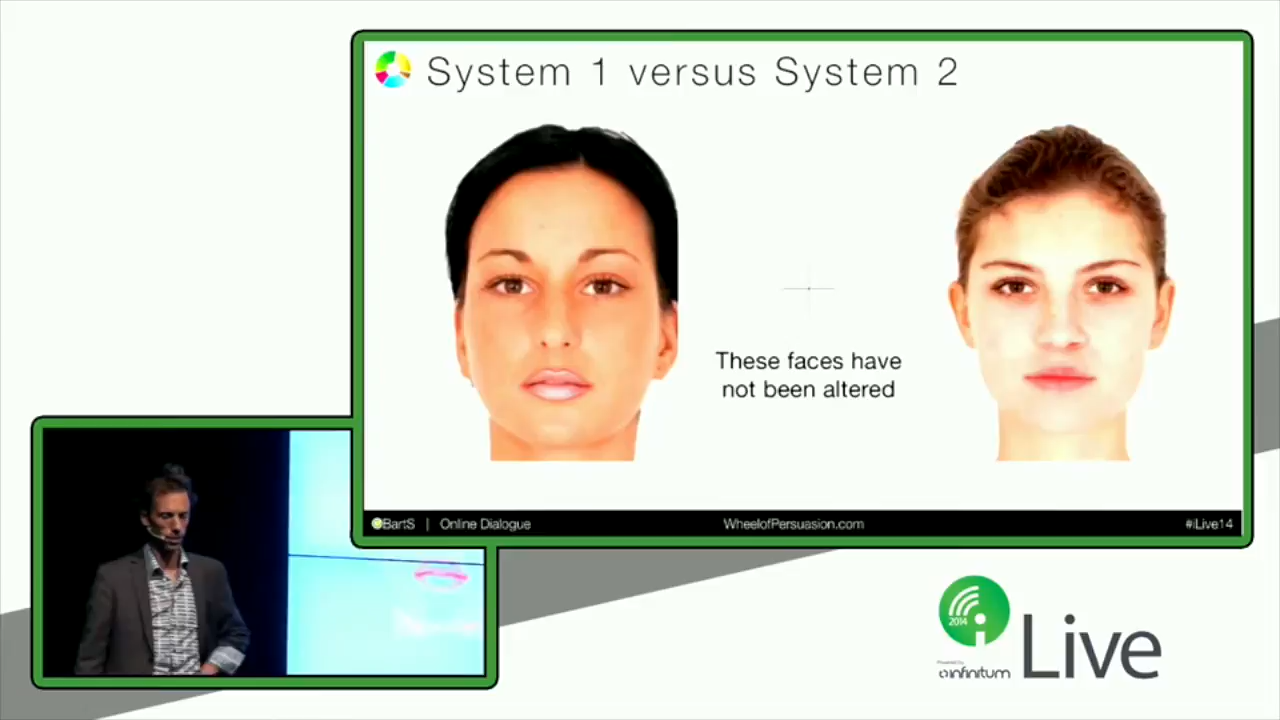 System 1 versus System 2
These faces have
not been altered
@BartS | Online Dialogue
WheelofPersuasion.com
#iLive14
2014
i Live
Powered by
infinitum